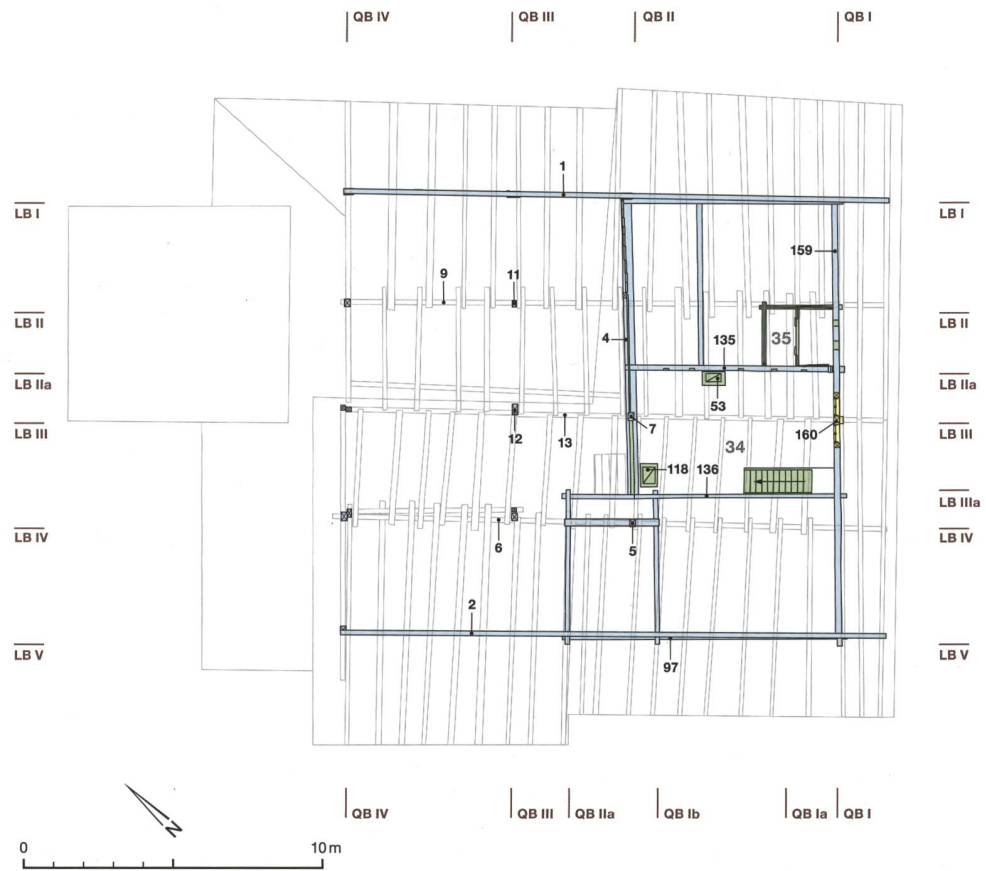 QB IV QB III QB II QB I
1
LB I LB I
159
9 11
LB II LB II
4 135 35
LB IIa LB IIa
53
LB III 12 13 7 34 160 LB III
118 136
LB IIIa
LB IV 6 5 LB IV
2
LB V LB V
97
QB IV QB III QB IIa QB Ib QB Ia QB I
N
0 10 m